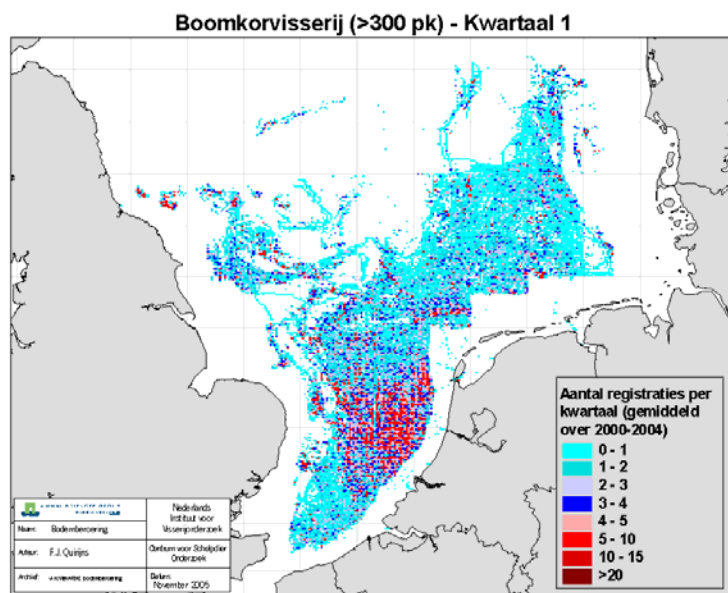 Boomkorvisserij (>300 pk) - Kwartaal 1
Aantal registraties per
kwartaal (gemiddeld
over 2000-2004)
0 - 1
1 - 2
2 - 3
3 - 4
4 - 5
5 - 10
10 - 15
>20
Nederlands
Instituut voor
Visserijonderzoek
Naam:
Bodemberoering
Auteur:
F.J. Quirijns
Centrum voor Schelpdier
Onderzoek
Archief:
bodemberoering
Datum:
November 2005